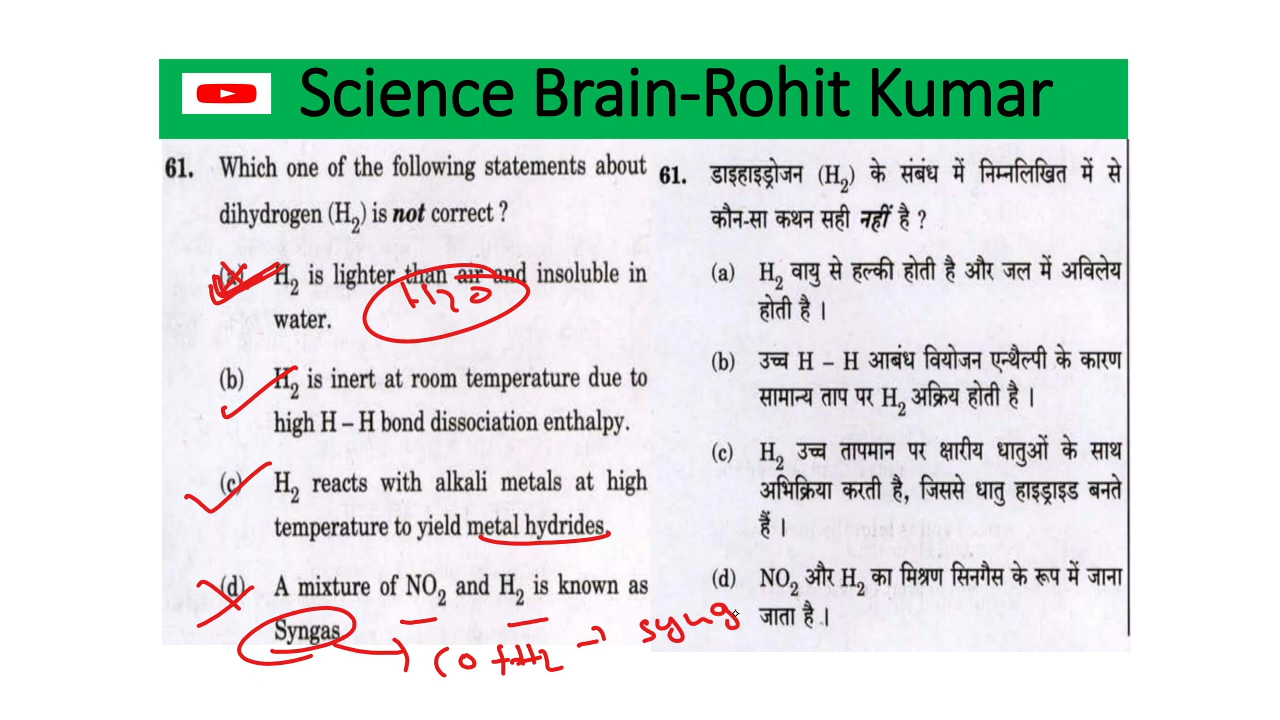 Science Brain-Rohit Kumar
61. Which one of the following statements about
dihydrogen (H₂) is not correct ?
(a) H₂ is lighter than air and insoluble in
water.
H₂O
(b) H₂ is inert at room temperature due to
high H – H bond dissociation enthalpy.
(c) H₂ reacts with alkali metals at high
temperature to yield metal hydrides.
(d) A mixture of NO₂ and H₂ is known as
Syngas
CO + H₂ → syng
61. डाइहाइड्रोजन (H₂) के संबंध में निम्नलिखित में से
कौन-सा कथन सही नहीं है ?
(a) H₂ वायु से हल्की होती है और जल में अविलेय
होती है ।
(b) उच्च H – H आबंध वियोजन एन्थैल्पी के कारण
सामान्य ताप पर H₂ अक्रिय होती है ।
(c) H₂ उच्च तापमान पर क्षारीय धातुओं के साथ
अभिक्रिया करती है, जिससे धातु हाइड्राइड बनते
हैं ।
(d) NO₂ और H₂ का मिश्रण सिनगैस के रूप में जाना
जाता है ।